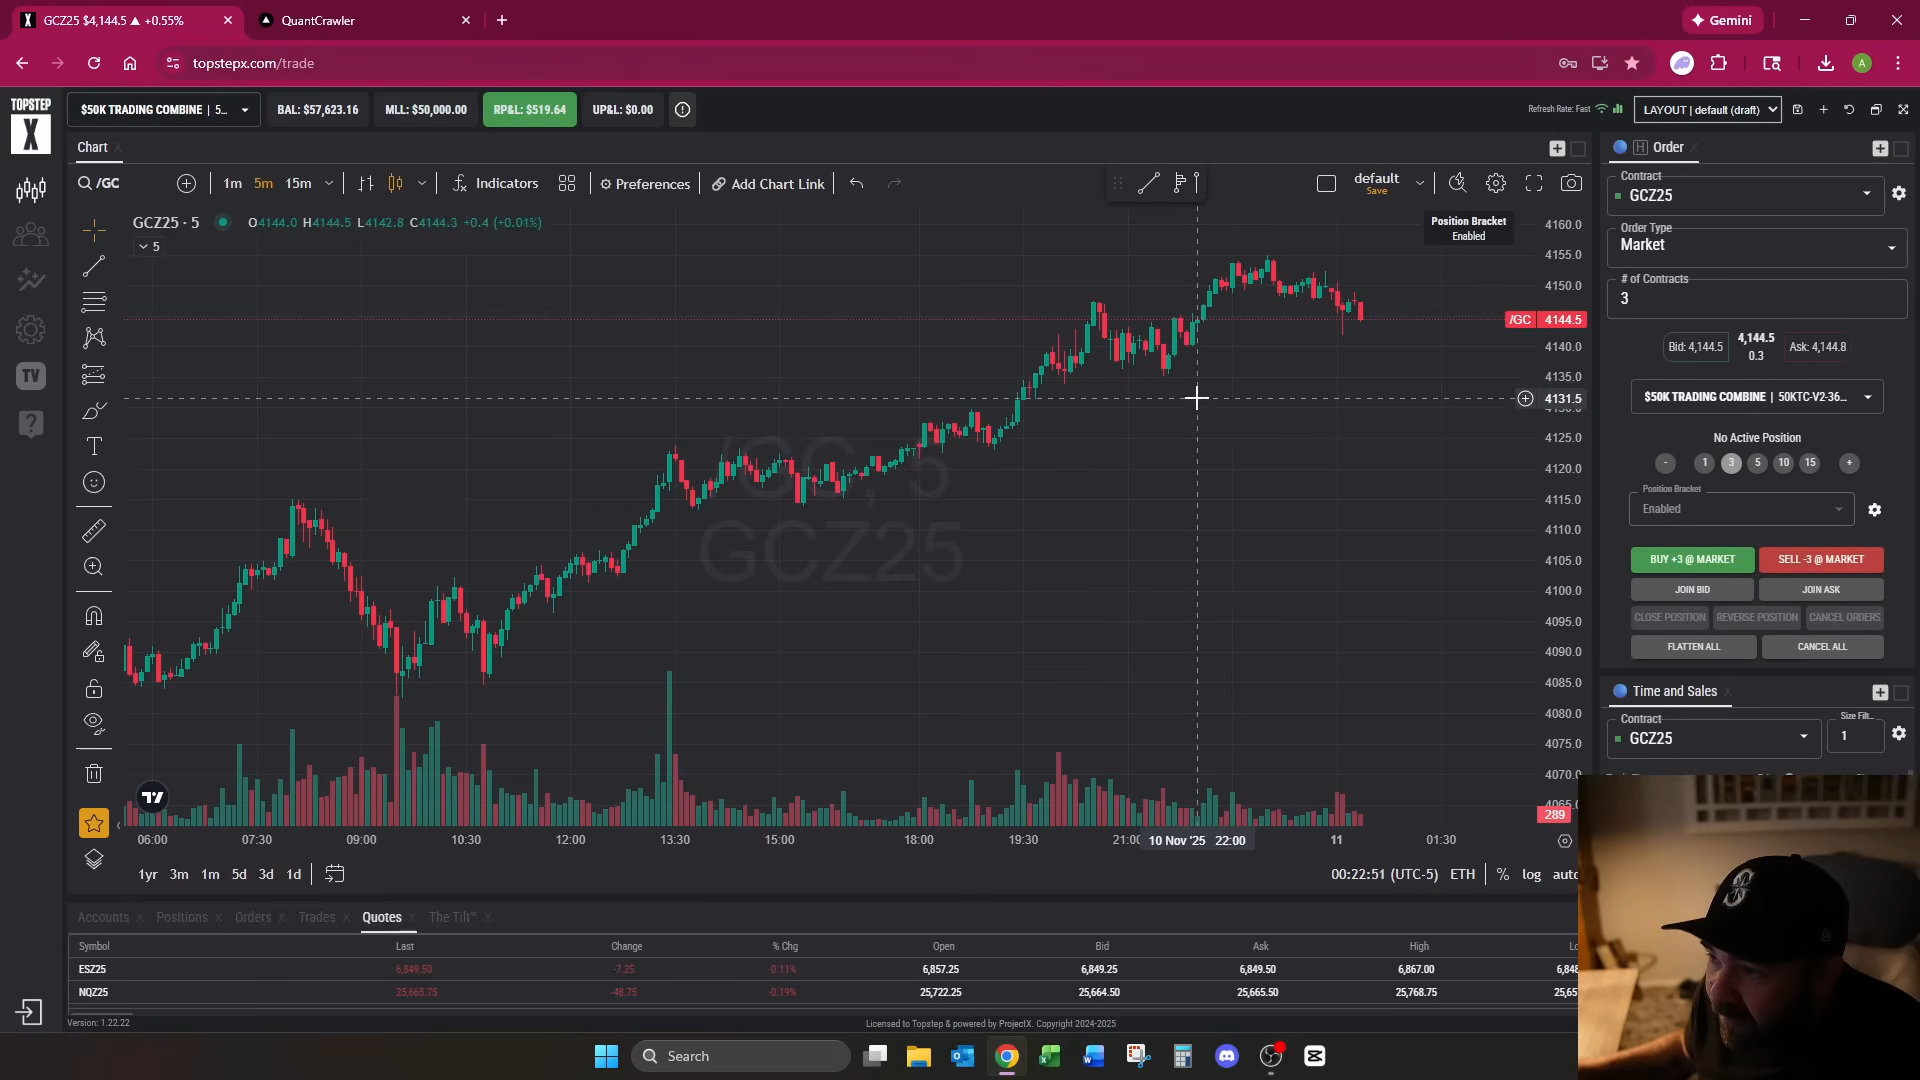 GCZ25 $4,144.5 ▲ +0.55%
QuantCrawler
Gemini
topstepx.com/trade
A
TOPSTEP
X
$50K TRADING COMBINE | 5...
BAL: $57,623.16
MLL: $50,000.00
RP&L: $519.64
UP&L: $0.00
Refresh Rate: Fast
LAYOUT | default (draft)
Chart
/GC
1m 5m 15m
Indicators
Preferences
Add Chart Link
default
Save
Position Bracket
Enabled
GCZ25 · 5
O4144.0 H4144.5 L4142.8 C4144.3 +0.4 (+0.01%)
5
4160.0
4155.0
4150.0
/GC 4144.5
4140.0
4135.0
4131.5
4125.0
4120.0
4115.0
4110.0
4105.0
4100.0
4095.0
4090.0
4085.0
4080.0
4075.0
4070.0
289
/GC, 5
GCZ25
TV
06:00 07:30 09:00 10:30 12:00 13:30 15:00 18:00 19:30 21:00 10 Nov '25 22:00 11 01:30
1yr 3m 1m 5d 3d 1d
00:22:51 (UTC-5) ETH % log auto
Order
Contract
GCZ25
Order Type
Market
# of Contracts
3
Bid: 4,144.5
4,144.5
0.3
Ask: 4,144.8
$50K TRADING COMBINE | 50KTC-V2-36...
No Active Position
- 1 3 5 10 15 +
Position Bracket
Enabled
BUY +3 @ MARKET
SELL -3 @ MARKET
JOIN BID
JOIN ASK
CLOSE POSITION
REVERSE POSITION
CANCEL ORDERS
FLATTEN ALL
CANCEL ALL
Time and Sales
Contract
GCZ25
Size Filt...
1
Accounts Positions Orders Trades Quotes The Tilt™
Symbol Last Change % Chg Open Bid Ask High
ESZ25 6,849.50 -7.25 -0.11% 6,857.25 6,849.25 6,849.50 6,867.00
NQZ25 25,665.75 -48.75 -0.19% 25,722.25 25,664.50 25,665.50 25,768.75
Version: 1.22.22
Licensed to Topstep & powered by ProjectX. Copyright 2024-2025
Search